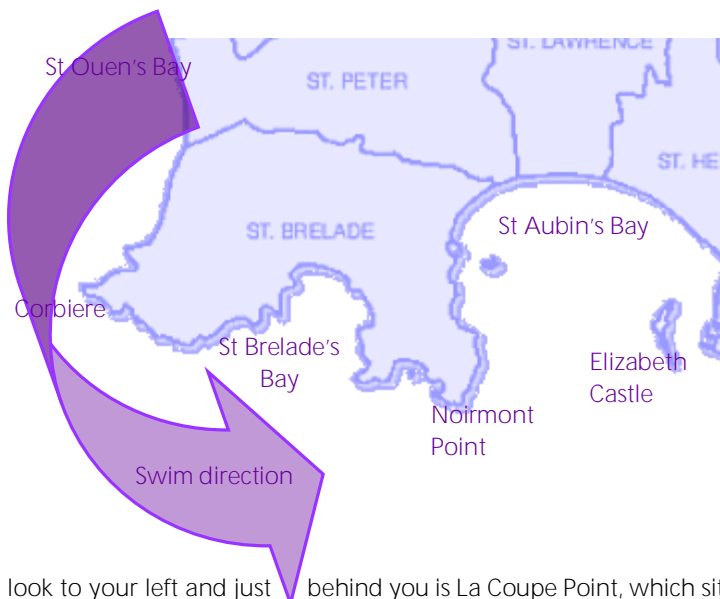 ST. LAWRENCE
St Ouen's Bay
ST. PETER
ST. HE
St Aubin's Bay
ST. BRELADE
Corbiere
St Brelade's
Bay
Elizabeth
Castle
Noirmont
Point
Swim direction
look to your left and just behind you is La Coupe Point, which sit